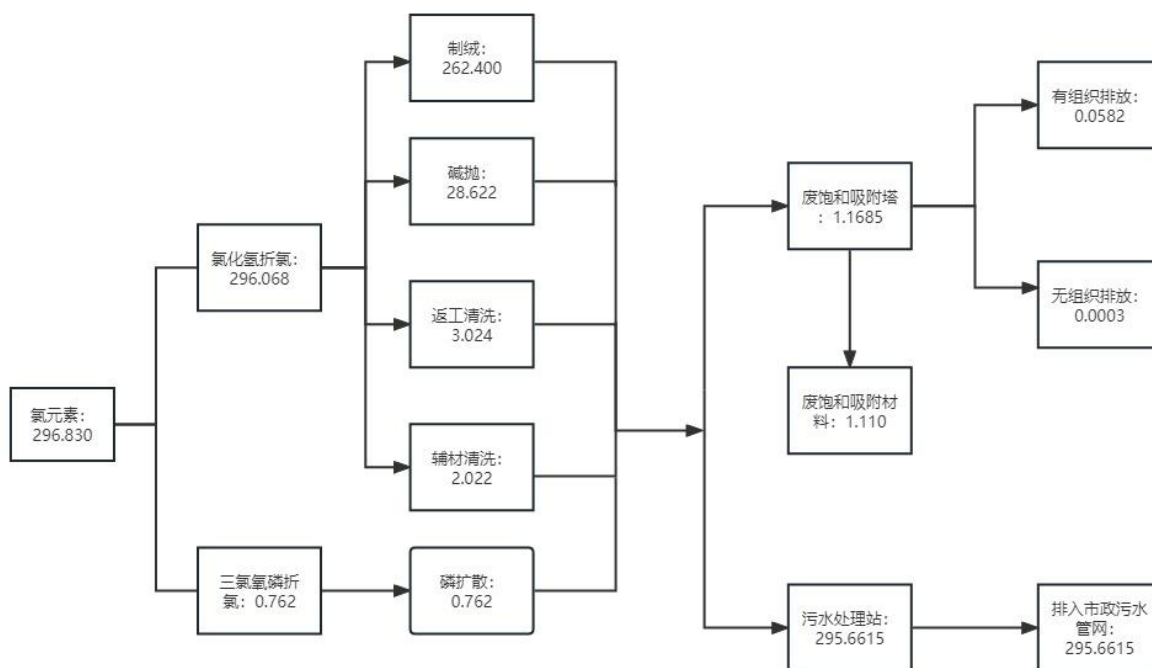 氯元素：
296.830
氯化氢折氯：
296.068
三氯氧磷折
氯：0.762
制绒：
262.400
碱抛：
28.622
返工清洗：
3.024
辅材清洗：
2.022
磷扩散：
0.762
废饱和吸附塔
：1.1685
废饱和吸附材
料：1.110
污水处理站：
295.6615
有组织排放：
0.0582
无组织排放：
0.0003
排入市政污水
管网：
295.6615